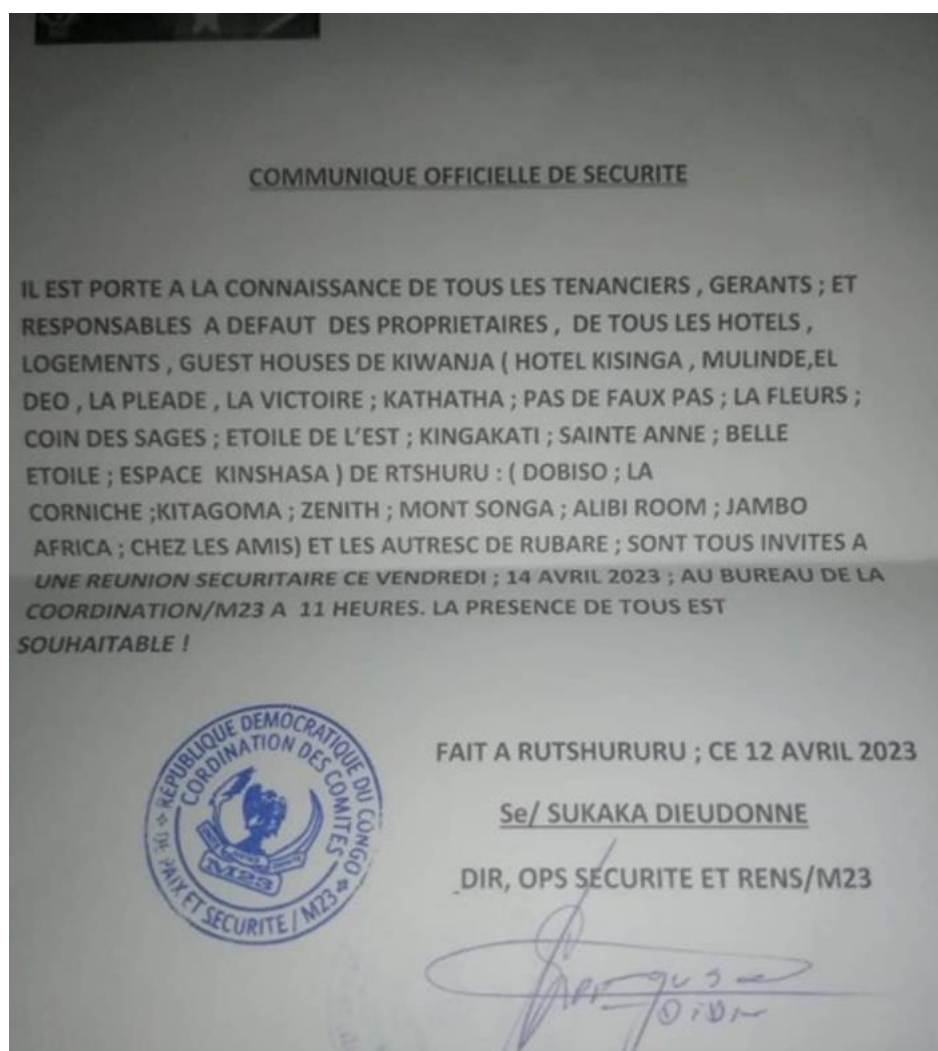 COMMUNIQUE OFFICIELLE DE SECURITE
IL EST PORTE A LA CONNAISSANCE DE TOUS LES TENANCIERS , GERANTS ; ET
RESPONSABLES A DEFAUT DES PROPRIETAIRES , DE TOUS LES HOTELS ,
LOGEMENTS , GUEST HOUSES DE KIWANJA ( HOTEL KISINGA , MULINDE,EL
DEO , LA PLEADE , LA VICTOIRE ; KATHATHA ; PAS DE FAUX PAS ; LA FLEURS ;
COIN DES SAGES ; ETOILE DE L'EST ; KINGAKATI ; SAINTE ANNE ; BELLE
ETOILE ; ESPACE KINSHASA ) DE RTSHURU : ( DOBISO ; LA
CORNICHE ;KITAGOMA ; ZENITH ; MONT SONGA ; ALIBI ROOM ; JAMBO
AFRICA ; CHEZ LES AMIS) ET LES AUTRESC DE RUBARE ; SONT TOUS INVITES A
UNE REUNION SECURITAIRE CE VENDREDI ; 14 AVRIL 2023 ; AU BUREAU DE LA
COORDINATION/M23 A 11 HEURES. LA PRESENCE DE TOUS EST
SOUHAITABLE !
REPUBLIQUE DEMOCRATIQUE DU CONGO
CORDINATION DES COMITES
DE PAIX ET SECURITE / M23
M23
FAIT A RUTSHURURU ; CE 12 AVRIL 2023
Se/ SUKAKA DIEUDONNE
_DIR, OPS SECURITE ET RENS/M23